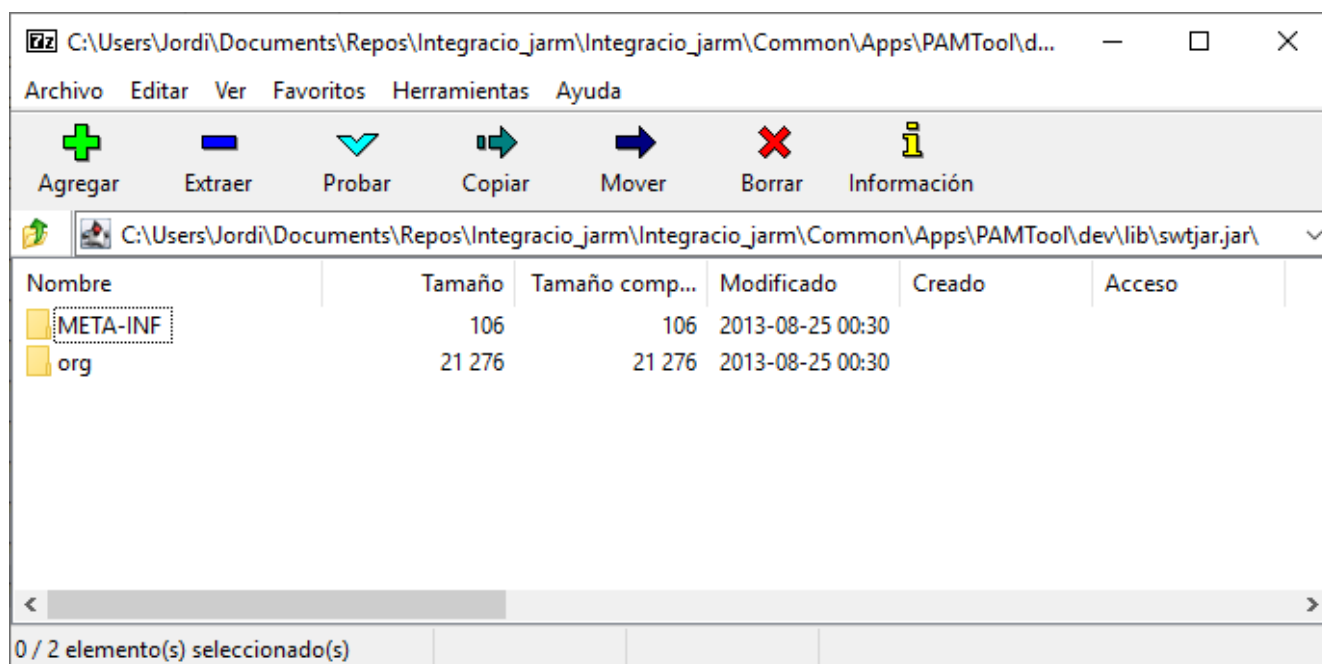 C:\Users\Jordi\Documents\Repos\Integracio_jarm\Integracio_jarm\Common\Apps\PAMTool\d...
Archivo Editar Ver Favoritos Herramientas Ayuda
Agregar Extraer Probar Copiar Mover Borrar Información
C:\Users\Jordi\Documents\Repos\Integracio_jarm\Integracio_jarm\Common\Apps\PAMTool\dev\lib\swtjar.jar\
Nombre Tamaño Tamaño comp... Modificado Creado Acceso
META-INF 106 106 2013-08-25 00:30
org 21 276 21 276 2013-08-25 00:30
0 / 2 elemento(s) seleccionado(s)